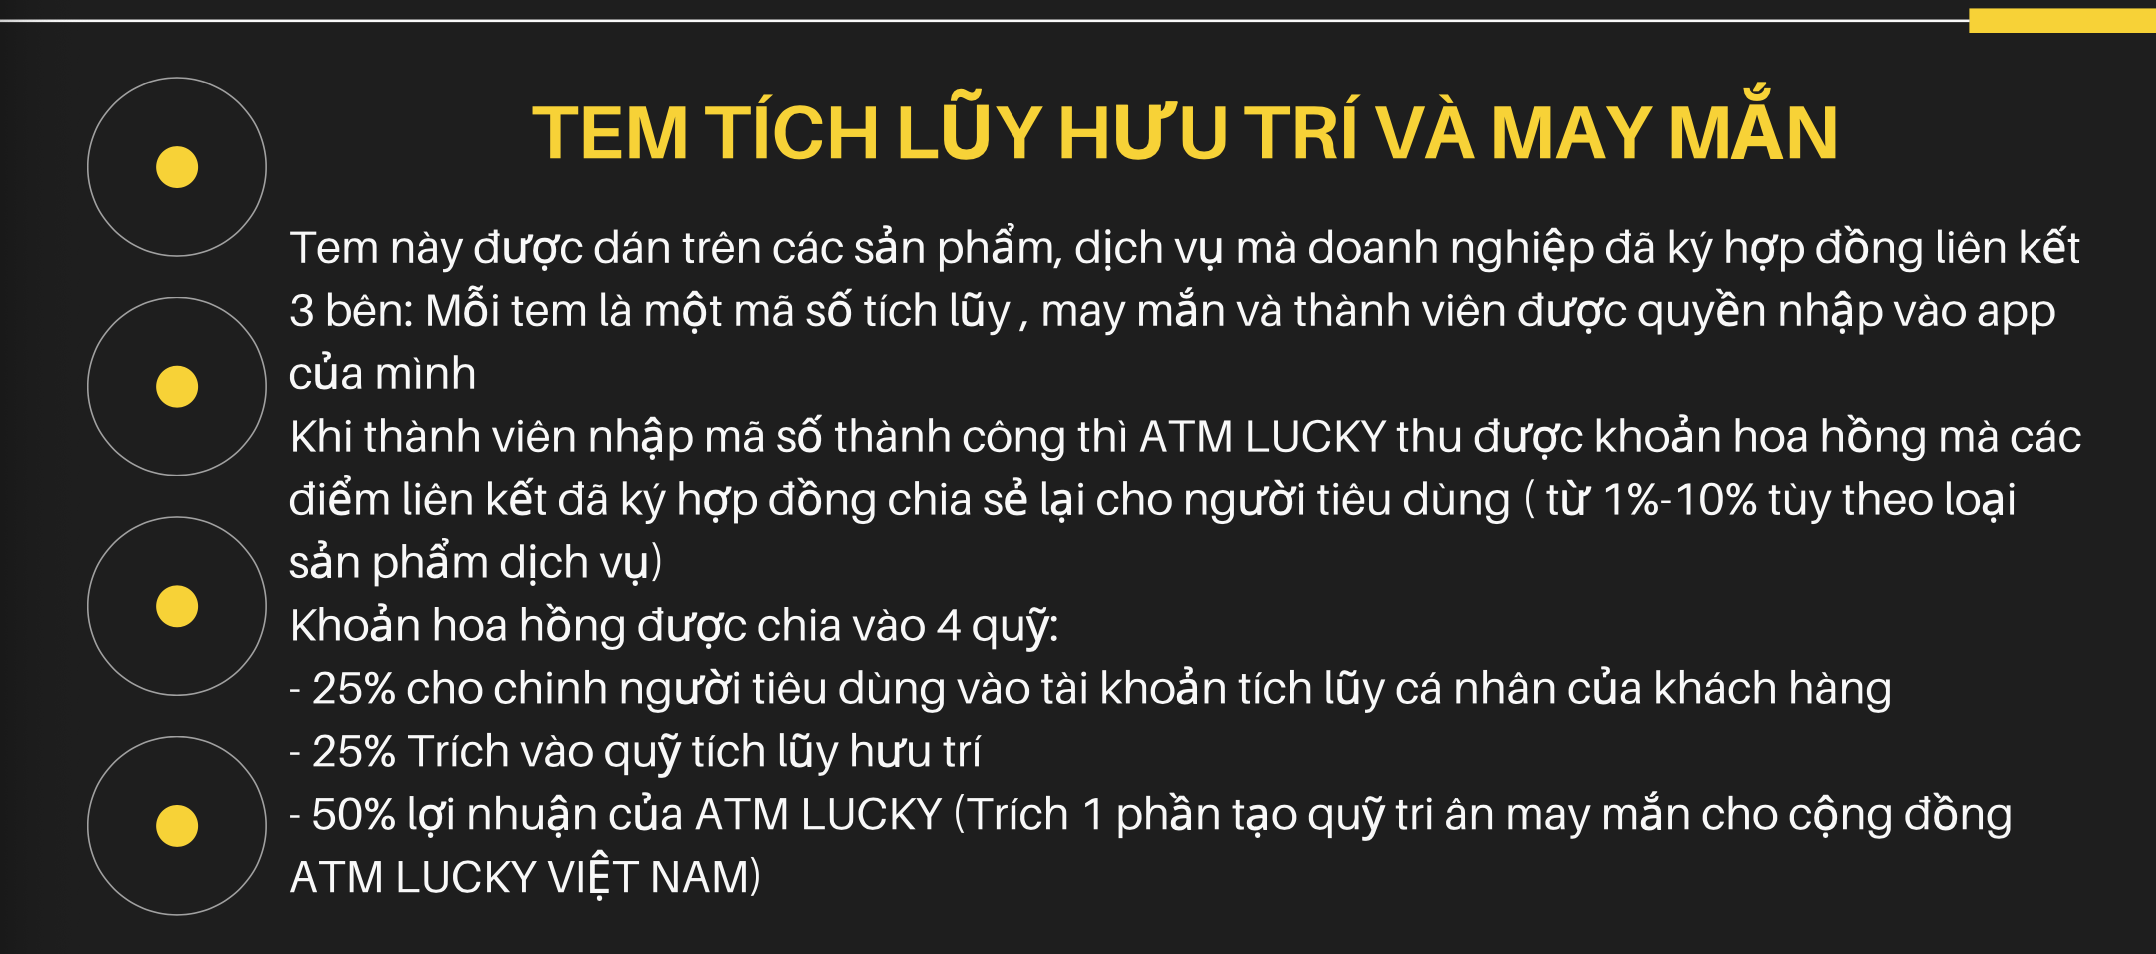 TEM TÍCH LŨY HƯU TRÍ VÀ MAY MẮN
Tem này được dán trên các sản phẩm, dịch vụ mà doanh nghiệp đã ký hợp đồng liên kết
3 bên: Mỗi tem là một mã số tích lũy , may mắn và thành viên được quyền nhập vào app
của mình
Khi thành viên nhập mã số thành công thì ATM LUCKY thu được khoản hoa hồng mà các
điểm liên kết đã ký hợp đồng chia sẻ lại cho người tiêu dùng ( từ 1%-10% tùy theo loại
sản phẩm dịch vụ)
Khoản hoa hồng được chia vào 4 quỹ:
- 25% cho chinh người tiêu dùng vào tài khoản tích lũy cá nhân của khách hàng
- 25% Trích vào quỹ tích lũy hưu trí
- 50% lợi nhuận của ATM LUCKY (Trích 1 phần tạo quỹ tri ân may mắn cho cộng đồng
ATM LUCKY VIỆT NAM)